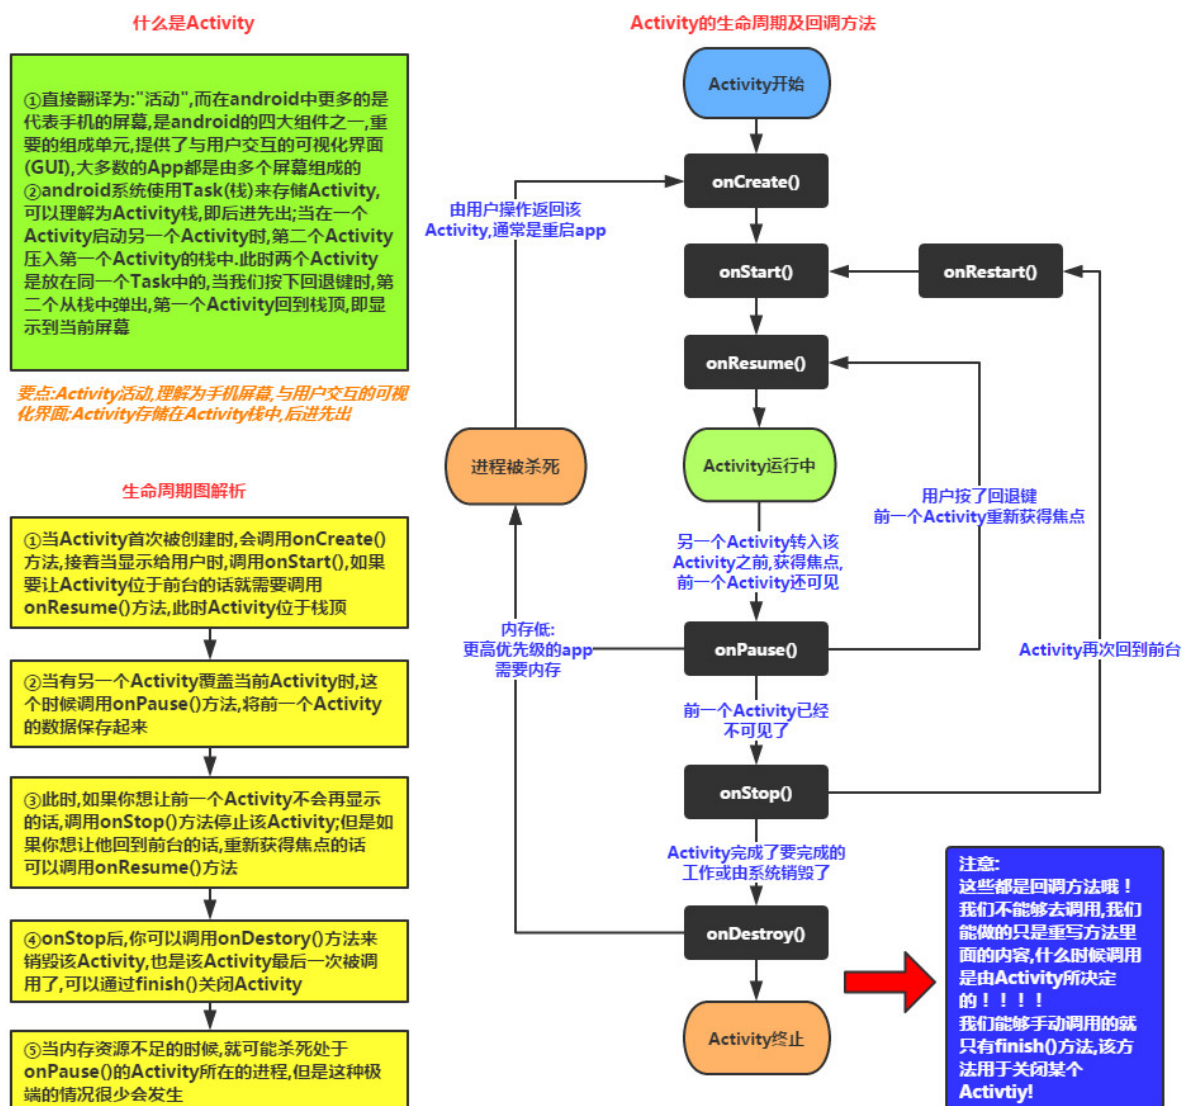 什么是Activity
①直接翻译为:"活动",而在android中更多的是
代表手机的屏幕,是android的四大组件之一,重
要的组成单元,提供了与用户交互的可视化界面
(GUI),大多数的App都是由多个屏幕组成的
②android系统使用Task(栈)来存储Activity,
可以理解为Activity栈,即后进先出;当在一个
Activity启动另一个Activity时,第二个Activity
压入第一个Activity的栈中.此时两个Activity
是放在同一个Task中的,当我们按下回退键时,第
二个从栈中弹出,第一个Activity回到栈顶,即显
示到当前屏幕
要点:Activity活动,理解为手机屏幕,与用户交互的可视
化界面;Activity存储在Activity栈中,后进先出
生命周期图解析
①当Activity首次被创建时,会调用onCreate()
方法,接着当显示给用户时,调用onStart(),如果
要让Activity位于前台的话就需要调用
onResume()方法,此时Activity位于栈顶
②当有另一个Activity覆盖当前Activity时,这
个时候调用onPause()方法,将前一个Activity
的数据保存起来
③此时,如果你想让前一个Activity不会再显示
的话,调用onStop()方法停止该Activity;但是如
果你想让他回到前台的话,重新获得焦点的话
可以调用onResume()方法
④onStop后,你可以调用onDestory()方法来
销毁该Activity,也是该Activity最后一次被调
用了,可以通过finish()关闭Activity
⑤当内存资源不足的时候,就可能杀死处于
onPause()的Activity所在的进程,但是这种极
端的情况很少会发生
Activity的生命周期及回调方法
Activity开始
onCreate()
由用户操作返回该
Activity,通常是重启app
onStart()
onRestart()
onResume()
进程被杀死
Activity运行中
用户按了回退键
前一个Activity重新获得焦点
另一个Activity转入该
Activity之前,获得焦点,
前一个Activity还可见
内存低:
更高优先级的app
需要内存
onPause()
Activity再次回到前台
前一个Activity已经
不可见了
onStop()
Activity完成了要完成的
工作或由系统销毁了
onDestroy()
Activity终止
注意:
这些都是回调方法哦！
我们不能够去调用,我们
能做的只是重写方法里
面的内容,什么时候调用
是由Activity所决定
的！！！！
我们能够手动调用的就
只有finish()方法,该方
法用于关闭某个
Activtiy!